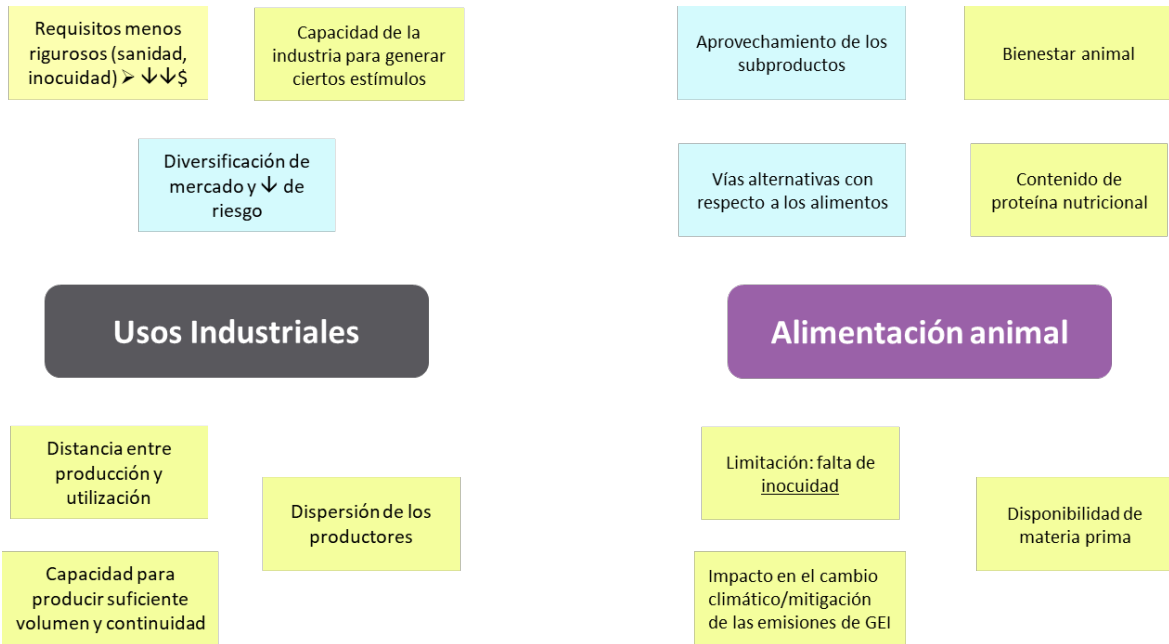 Requisitos menos
rigurosos (sanidad,
inocuidad) ➢ ↓↓$
Capacidad de la
industria para generar
ciertos estímulos
Diversificación de
mercado y ↓ de
riesgo
Usos Industriales
Distancia entre
producción y
utilización
Dispersión de los
productores
Capacidad para
producir suficiente
volumen y continuidad
Aprovechamiento de los
subproductos
Bienestar animal
Vías alternativas con
respecto a los alimentos
Contenido de
proteína nutricional
Alimentación animal
Limitación: falta de
inocuidad
Disponibilidad de
materia prima
Impacto en el cambio
climático/mitigación
de las emisiones de GEI